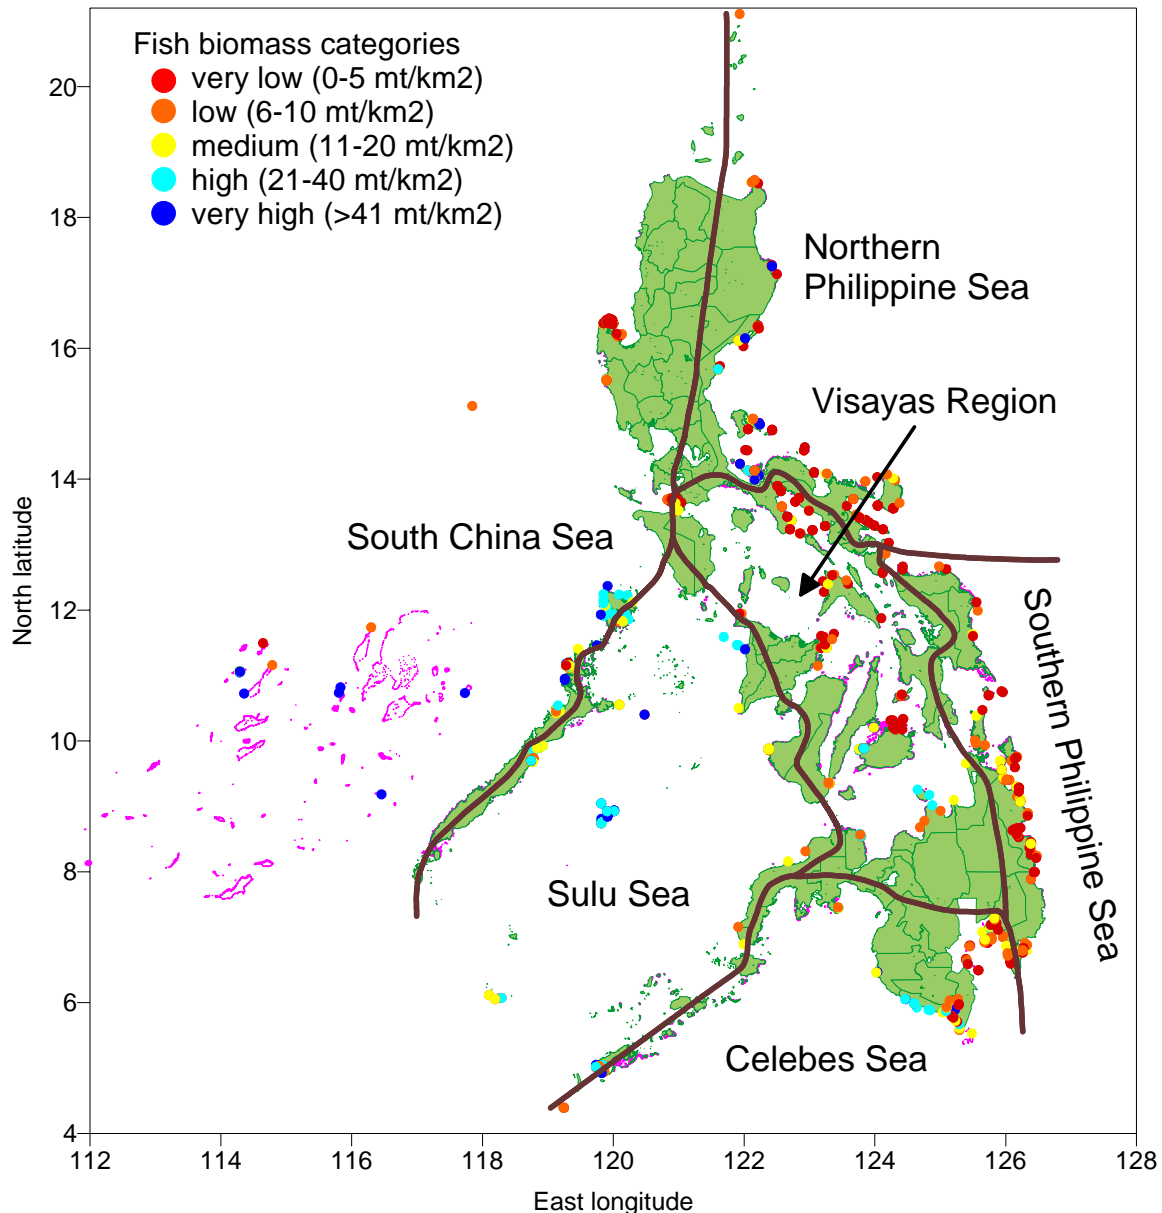 Fish biomass categories
very low (0-5 mt/km2)
low (6-10 mt/km2)
medium (11-20 mt/km2)
high (21-40 mt/km2)
very high (>41 mt/km2)
Northern
Philippine Sea
Visayas Region
South China Sea
Southern Philippine Sea
Sulu Sea
Celebes Sea
North latitude
20
18
16
14
12
10
8
6
4
112 114 116 118 120 122 124 126 128
East longitude